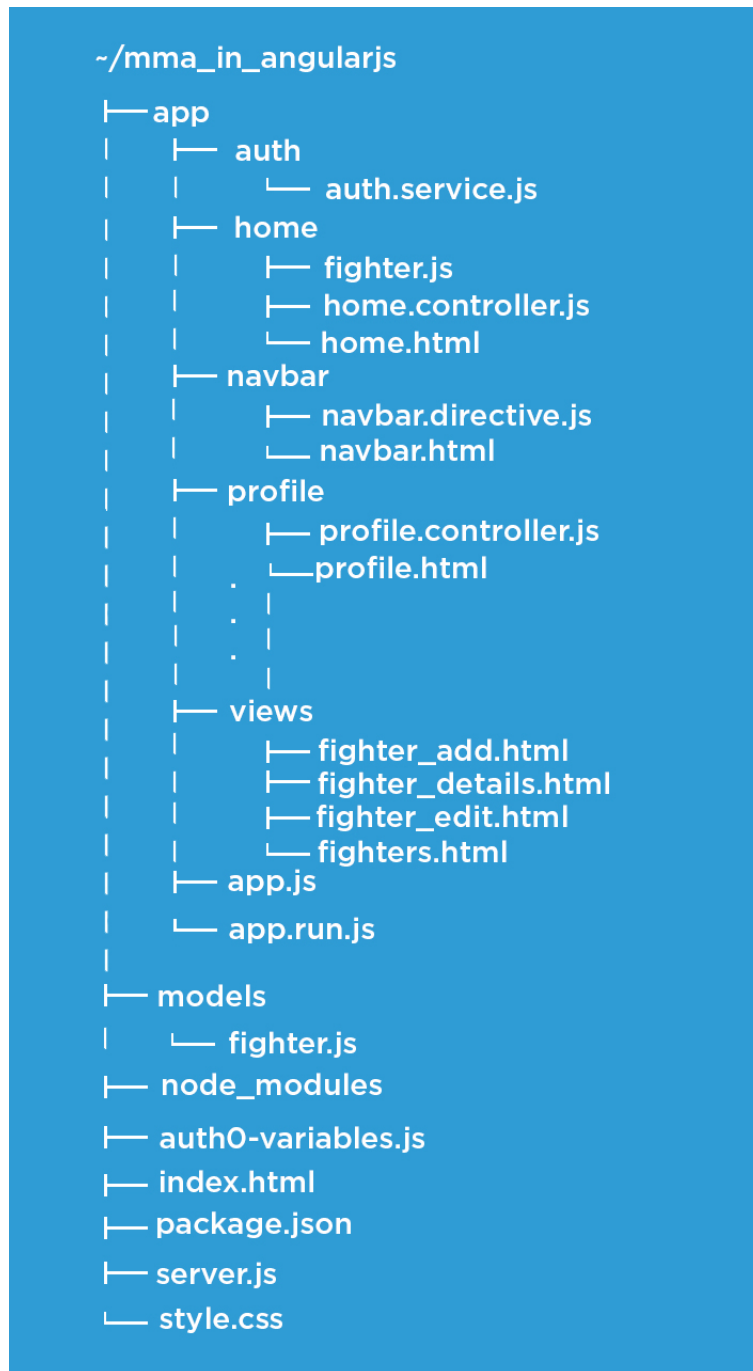 ~/mma_in_angularjs
app
auth
auth.service.js
home
fighter.js
home.controller.js
home.html
navbar
navbar.directive.js
navbar.html
profile
profile.controller.js
profile.html
.
.
.
views
fighter_add.html
fighter_details.html
fighter_edit.html
fighters.html
app.js
app.run.js
models
fighter.js
node_modules
auth0-variables.js
index.html
package.json
server.js
style.css